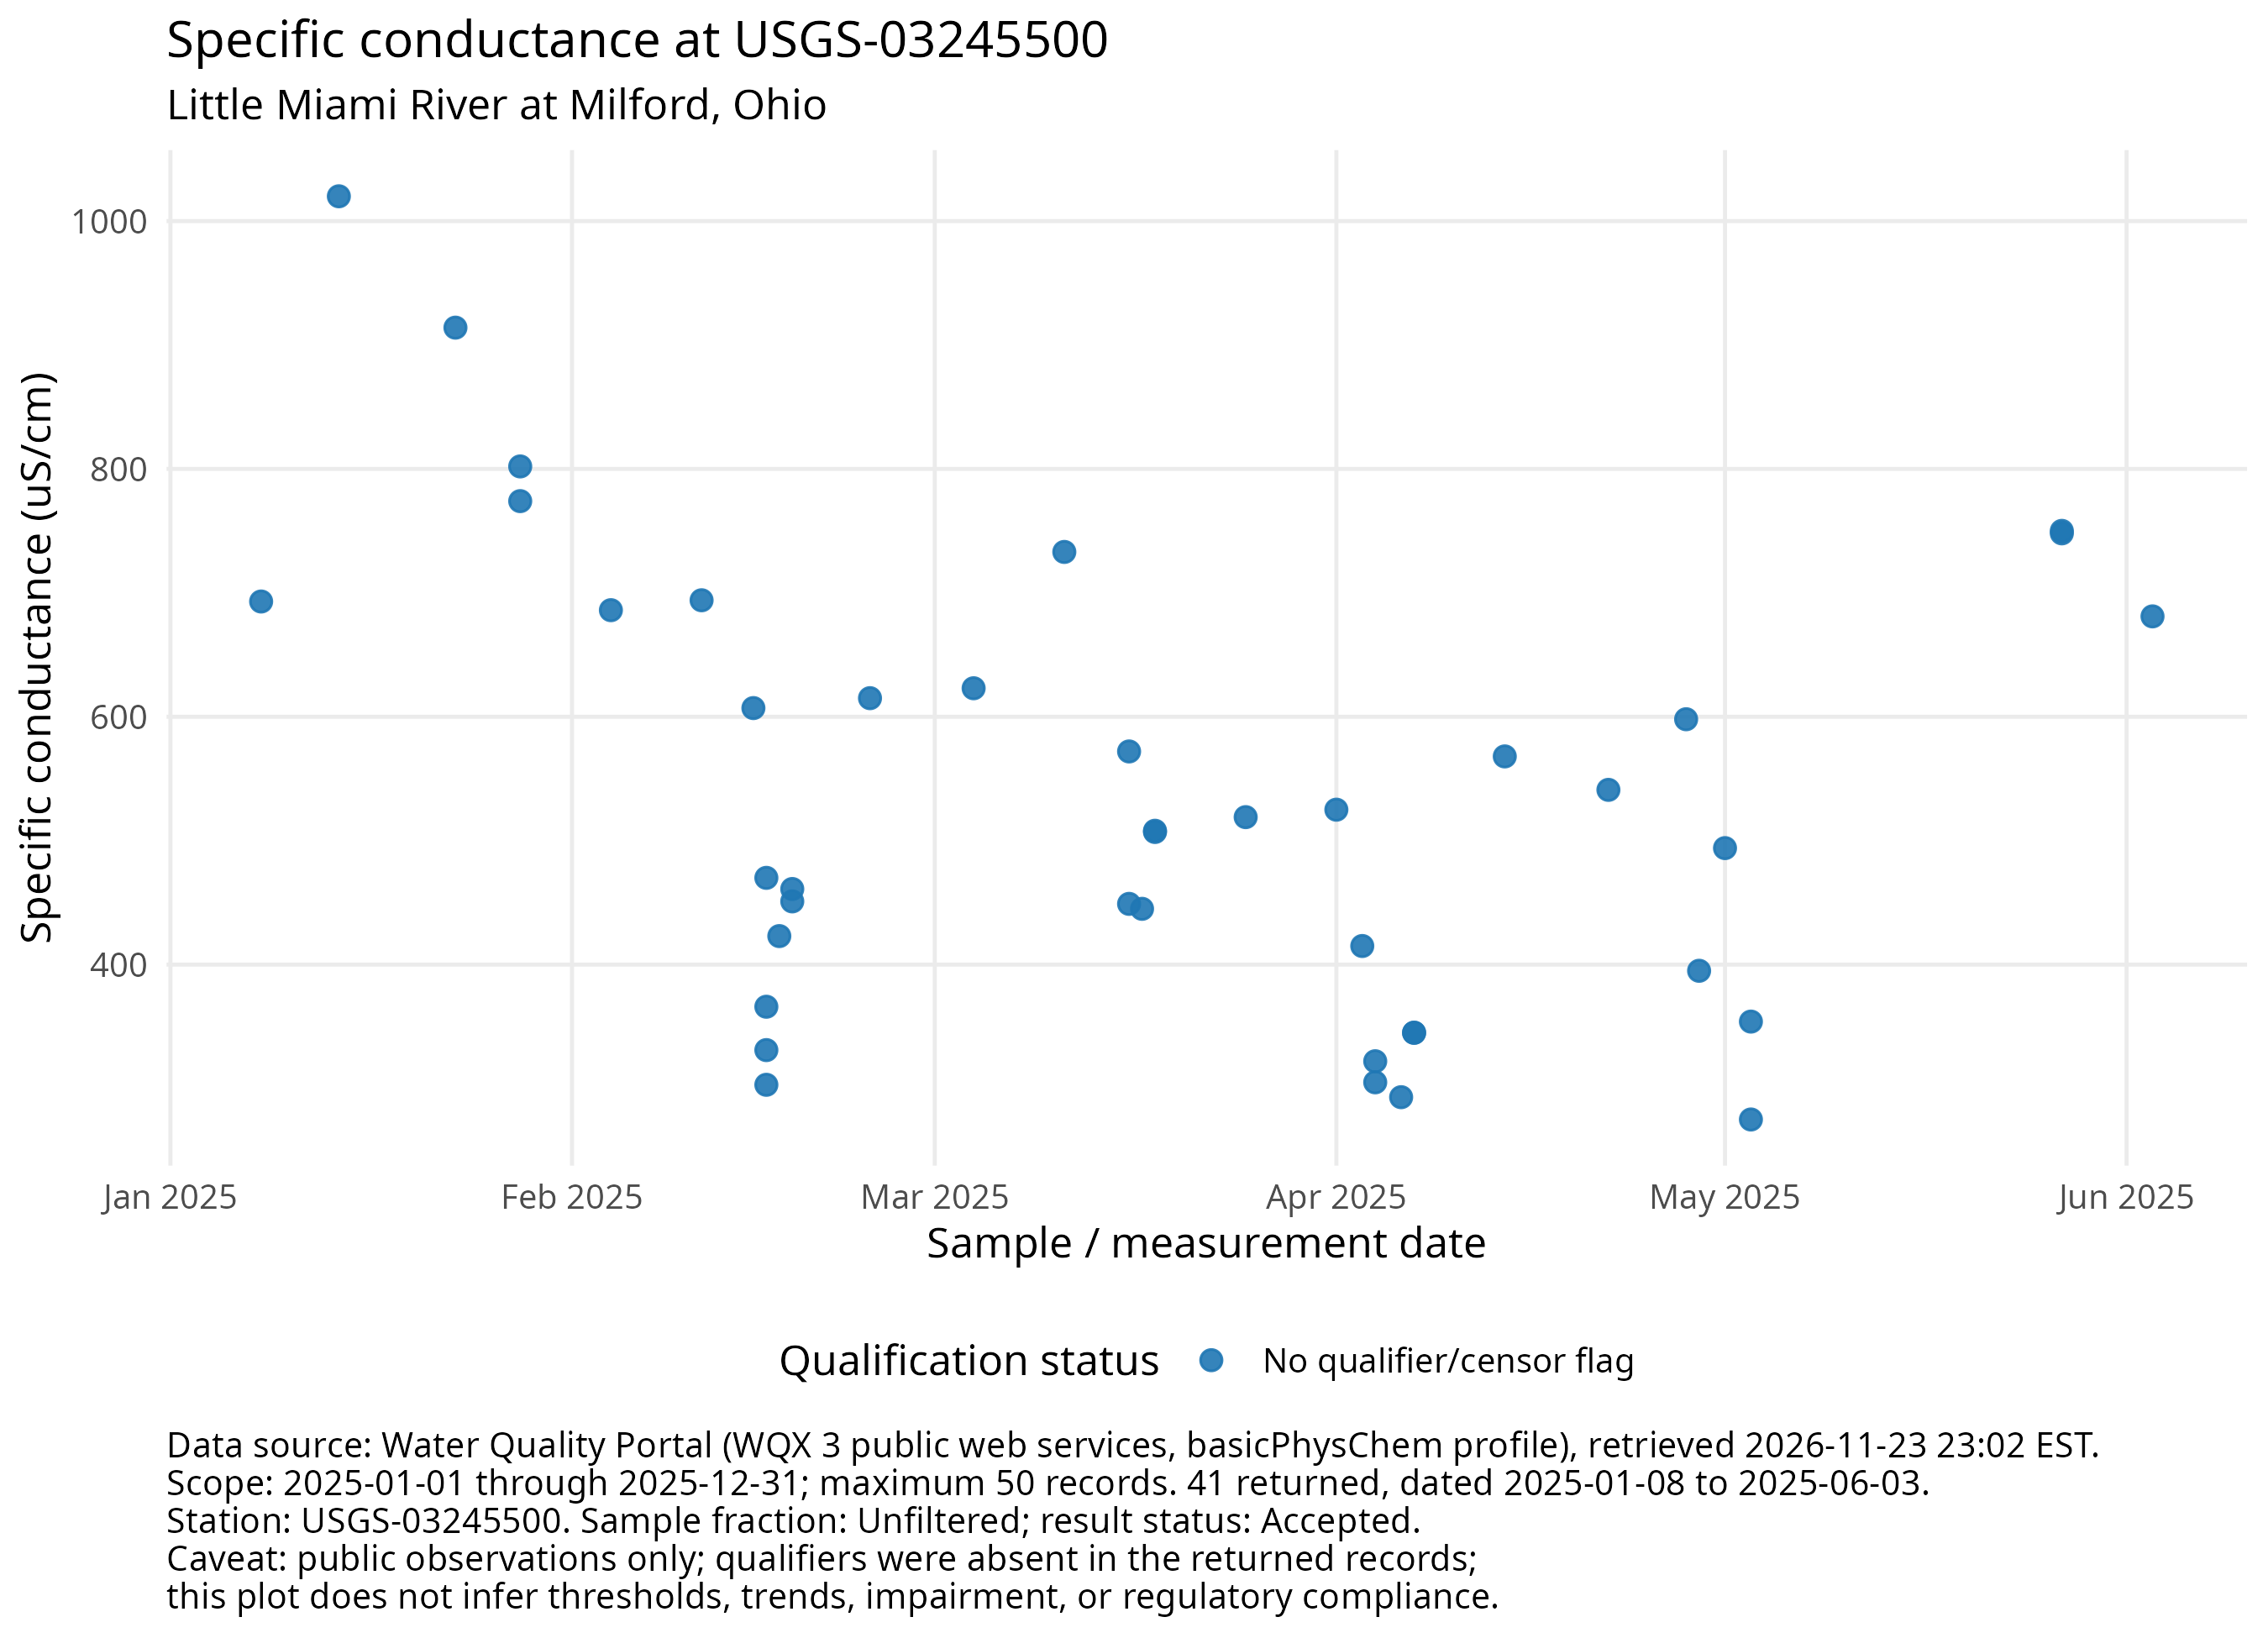 Specific conductance at USGS-03245500
Little Miami River at Milford, Ohio
Specific conductance (uS/cm)
1000
800
600
400
Jan 2025
Feb 2025
Mar 2025
Apr 2025
May 2025
Jun 2025
Sample / measurement date
Qualification status
No qualifier/censor flag
Data source: Water Quality Portal (WQX 3 public web services, basicPhysChem profile), retrieved 2026-11-23 23:02 EST.
Scope: 2025-01-01 through 2025-12-31; maximum 50 records. 41 returned, dated 2025-01-08 to 2025-06-03.
Station: USGS-03245500. Sample fraction: Unfiltered; result status: Accepted.
Caveat: public observations only; qualifiers were absent in the returned records;
this plot does not infer thresholds, trends, impairment, or regulatory compliance.